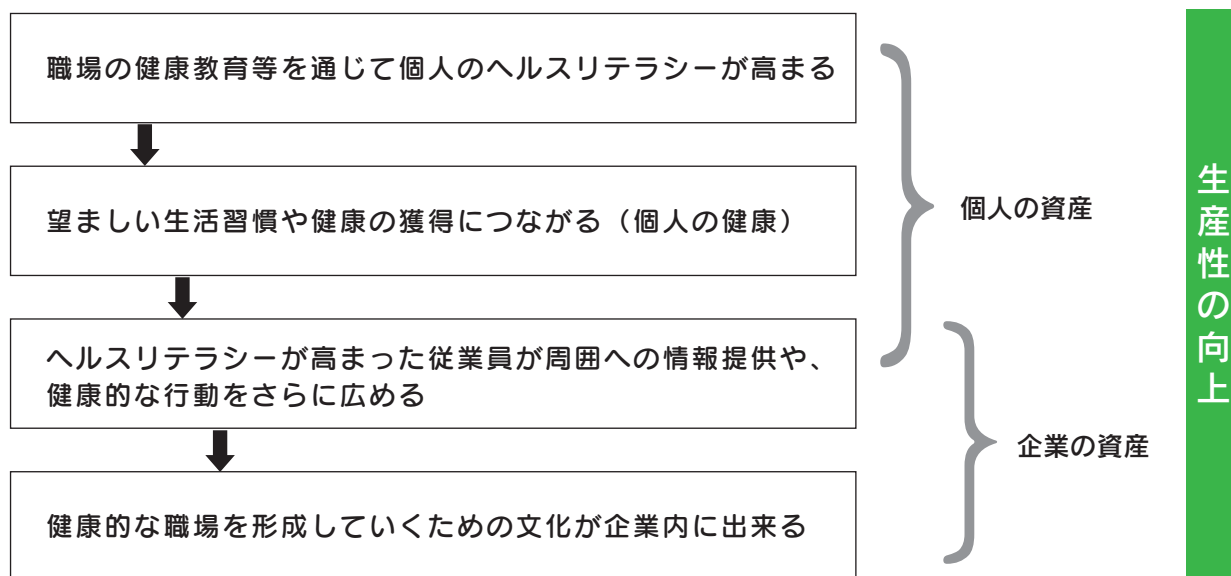 職場の健康教育等を通じて個人のヘルスリテラシーが高まる
望ましい生活習慣や健康の獲得につながる（個人の健康）
ヘルスリテラシーが高まった従業員が周囲への情報提供や、
健康的な行動をさらに広める
健康的な職場を形成していくための文化が企業内に出来る
個人の資産
企業の資産
生産性の向上